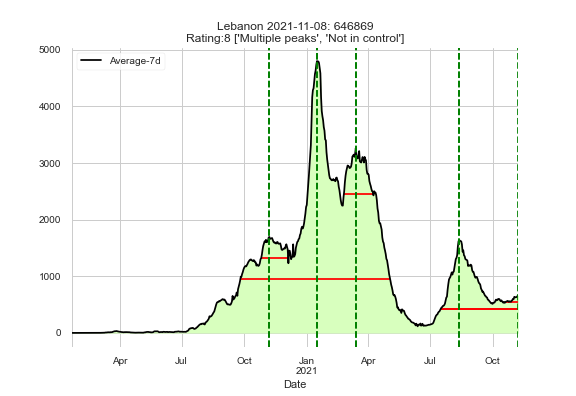 Lebanon 2021-11-08: 646869
Rating:8 ['Multiple peaks', 'Not in control']
Average-7d
5000
4000
3000
2000
1000
0
Apr Jul Oct Jan Apr Jul Oct
2021
Date